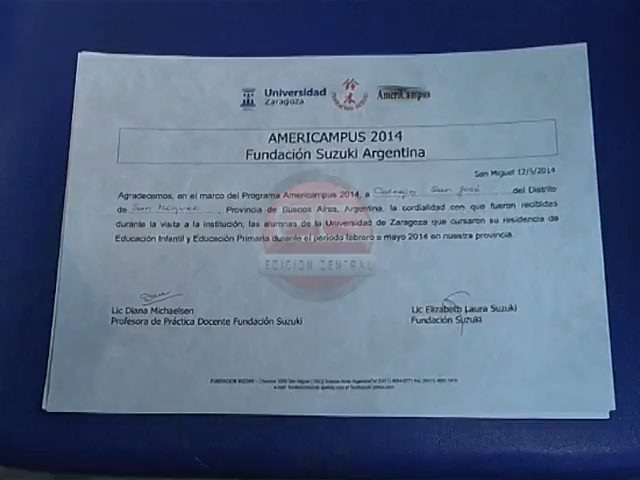 Universidad
Zaragoza
AmeriCampus
AMERICAMPUS 2014
Fundación Suzuki Argentina
San Miguel 12/5/2014
Agradecemos, en el marco del Programa Americampus 2014, a Colegio San José del Distrito
de San Miguel, Provincia de Buenos Aires, Argentina, la cordialidad con que fueron recibidas
durante la visita a la institución, las alumnas de la Universidad de Zaragoza que cursaron su residencia de
Educación Infantil y Educación Primaria durante el período febrero a mayo 2014 en nuestra provincia.
EDICION CENTRAL
Lic Diana Michaelsen
Profesora de Práctica Docente Fundación Suzuki
Lic Elizabeth Laura Suzuki
Fundación Suzuki
FUNDACION SUZUKI